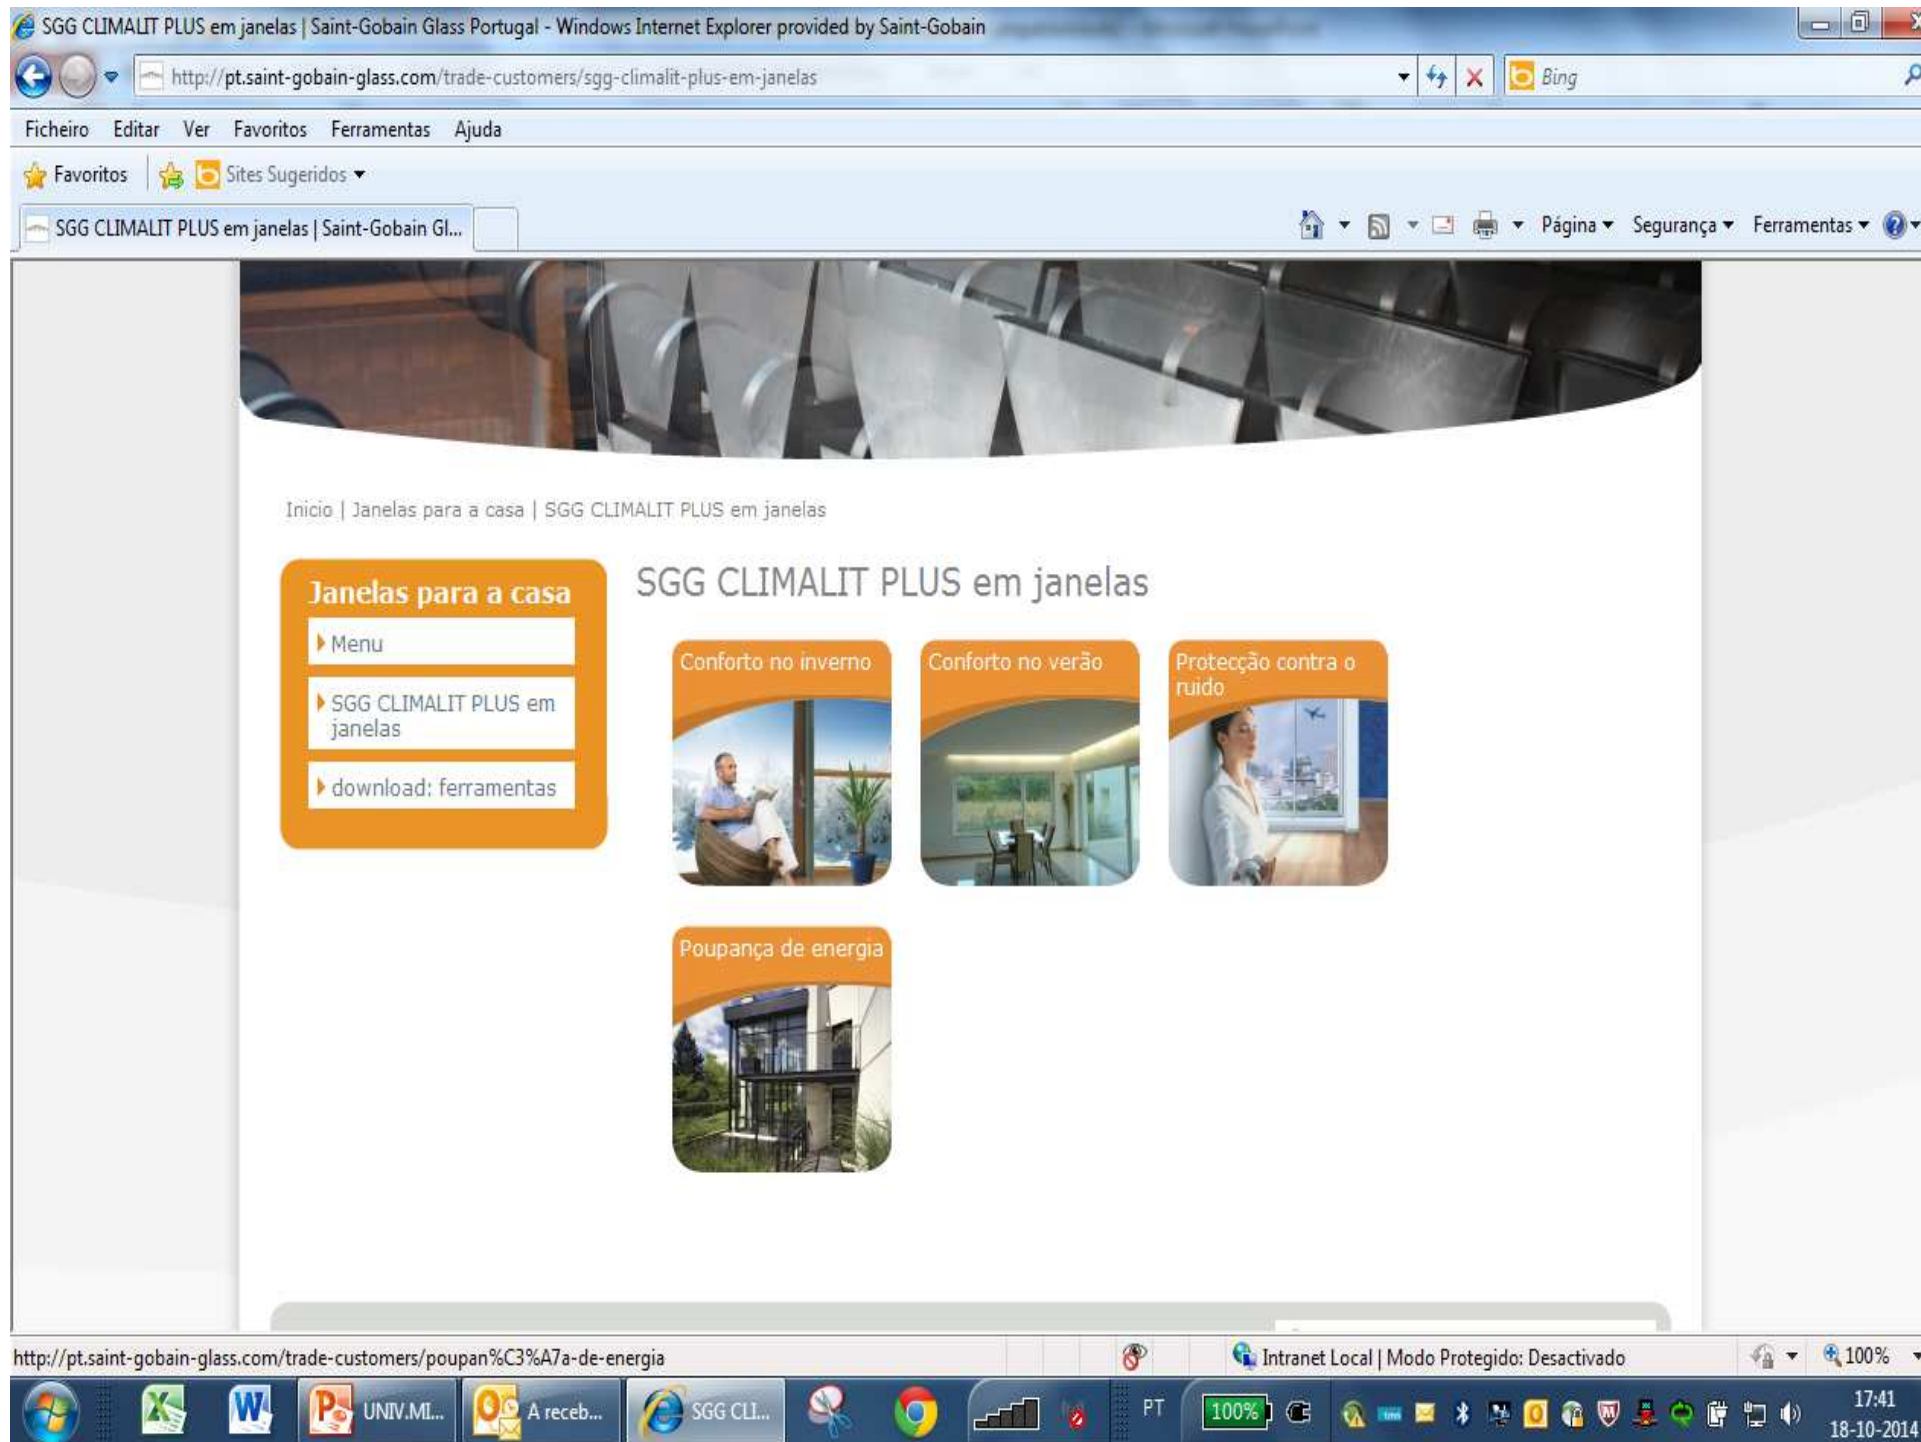 SGG CLIMALIT PLUS em janelas | Saint-Gobain Glass Portugal - Windows Internet Explorer provided by Saint-Gobain
http://pt.saint-gobain-glass.com/trade-customers/sgg-climalit-plus-em-janelas
Bing
Ficheiro Editar Ver Favoritos Ferramentas Ajuda
Favoritos Sites Sugeridos
SGG CLIMALIT PLUS em janelas | Saint-Gobain Gl...
Página Segurança Ferramentas
Inicio | Janelas para a casa | SGG CLIMALIT PLUS em janelas
Janelas para a casa
Menu
SGG CLIMALIT PLUS em
janelas
download: ferramentas
SGG CLIMALIT PLUS em janelas
Conforto no inverno
Conforto no verão
Protecção contra o
ruido
Poupança de energia
http://pt.saint-gobain-glass.com/trade-customers/poupan%C3%A7a-de-energia
Intranet Local | Modo Protegido: Desactivado
100%
UNIV.MI...
A receb...
SGG CLI...
PT
100%
17:41
18-10-2014